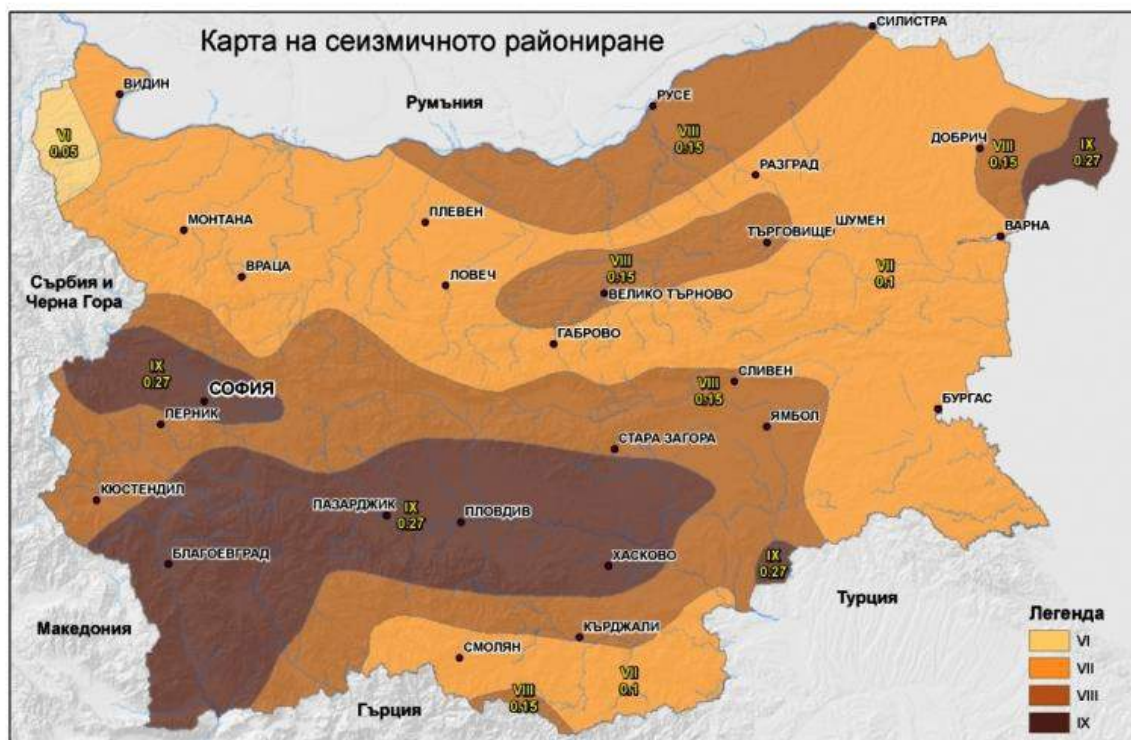 Карта на сеизмичното райониране
СИЛИСТРА
ВИДИН
Румъния
РУСЕ
VI
0.05
VIII
0.15
ДОБРИЧ
VIII
0.15
IX
0.27
РАЗГРАД
МОНТАНА
ПЛЕВЕН
ШУМЕН
ТЪРГОВИЩЕ
ВАРНА
Сърбия и
Черна Гора
ВРАЦА
ЛОВЕЧ
VIII
0.15
VII
0.1
ВЕЛИКО ТЪРНОВО
ГАБРОВО
IX
0.27
СОФИЯ
VIII
0.15
СЛИВЕН
БУРГАС
ПЕРНИК
ЯМБОЛ
СТАРА ЗАГОРА
КЮСТЕНДИЛ
ПАЗАРДЖИК
IX
0.27
ПЛОВДИВ
БЛАГОЕВГРАД
ХАСКОВО
IX
0.27
Турция
Македония
КЪРДЖАЛИ
СМОЛЯН
VII
0.1
VIII
0.15
Гърция
Легенда
VI
VII
VIII
IX